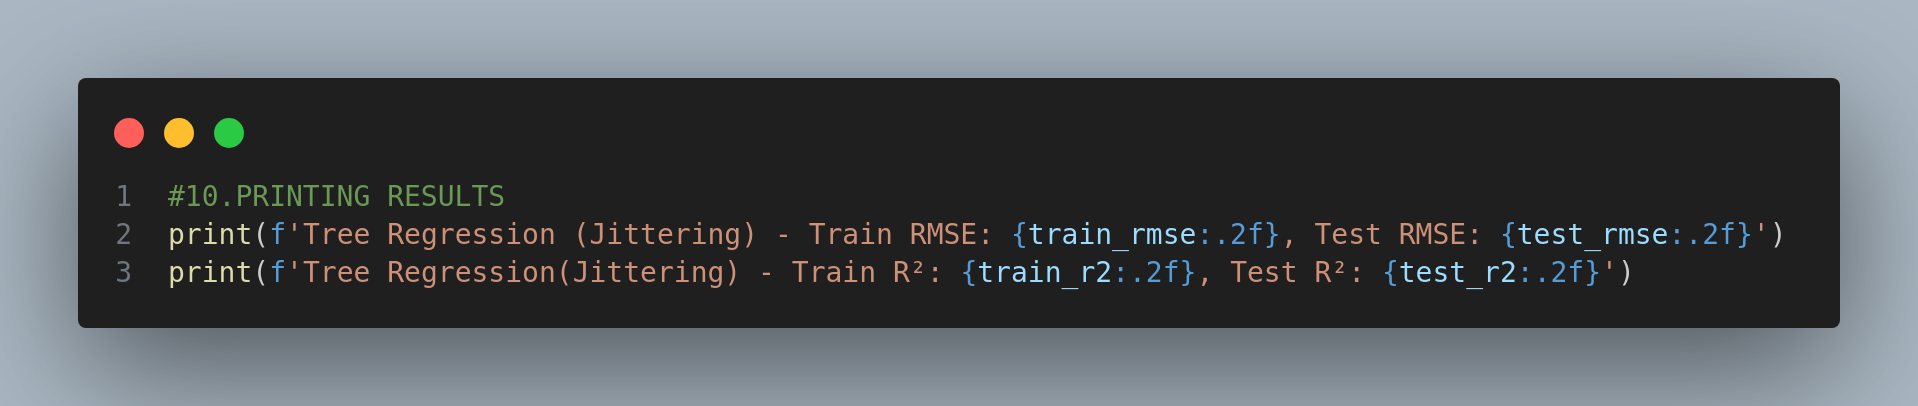 1 #10.PRINTING RESULTS
2 print(f'Tree Regression (Jittering) - Train RMSE: {train_rmse:.2f}, Test RMSE: {test_rmse:.2f}')
3 print(f'Tree Regression(Jittering) - Train R²: {train_r2:.2f}, Test R²: {test_r2:.2f}')